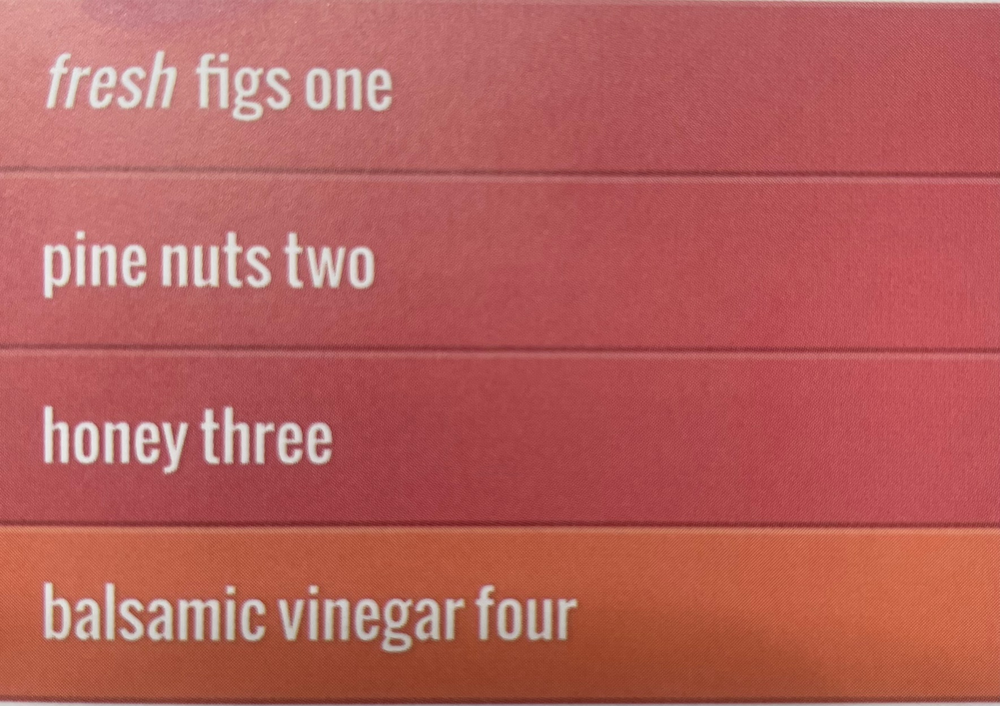 fresh figs one
pine nuts two
honey three
balsamic vinegar four